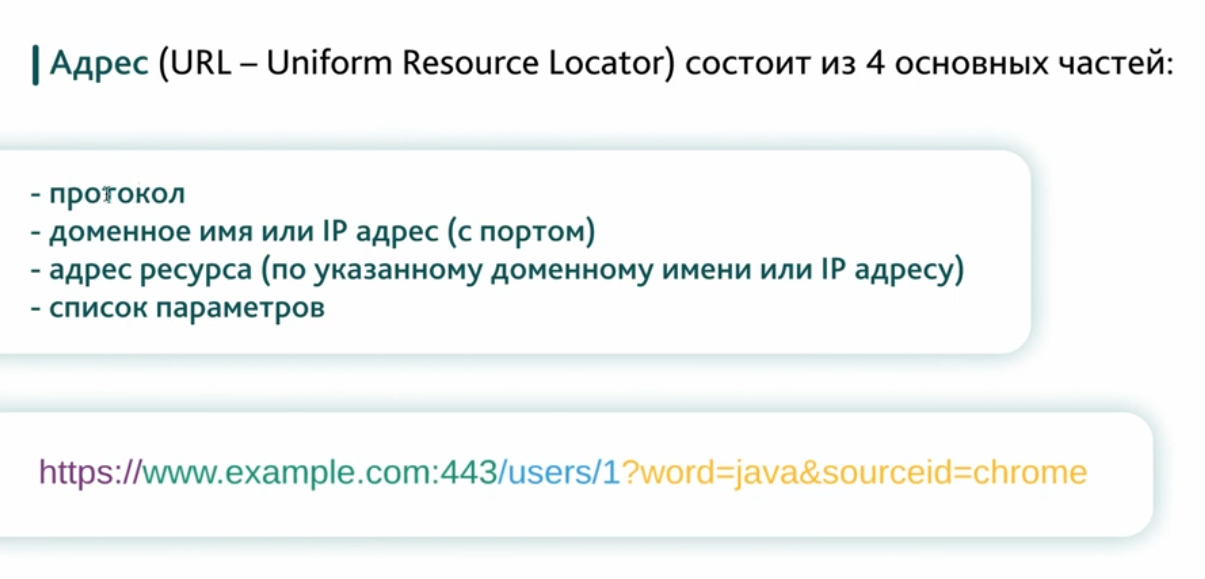 Адрес (URL – Uniform Resource Locator) состоит из 4 основных частей:
- протокол
- доменное имя или IP адрес (с портом)
- адрес ресурса (по указанному доменному имени или IP адресу)
- список параметров
https://www.example.com:443/users/1?word=java&sourceid=chrome